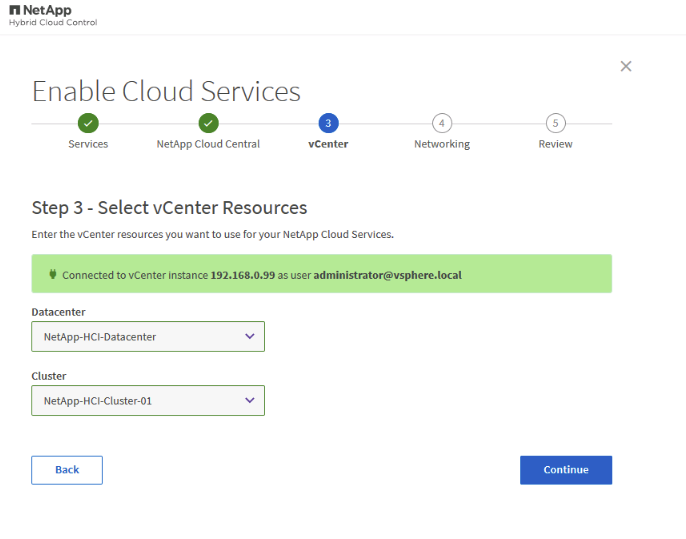 NetApp
Hybrid Cloud Control
Enable Cloud Services
3
4
5
Services
NetApp Cloud Central
vCenter
Networking
Review
Step 3 - Select vCenter Resources
Enter the vCenter resources you want to use for your NetApp Cloud Services.
Connected to vCenter instance 192.168.0.99 as user administrator@vsphere.local
Datacenter
NetApp-HCI-Datacenter
Cluster
NetApp-HCI-Cluster-01
Back
Continue